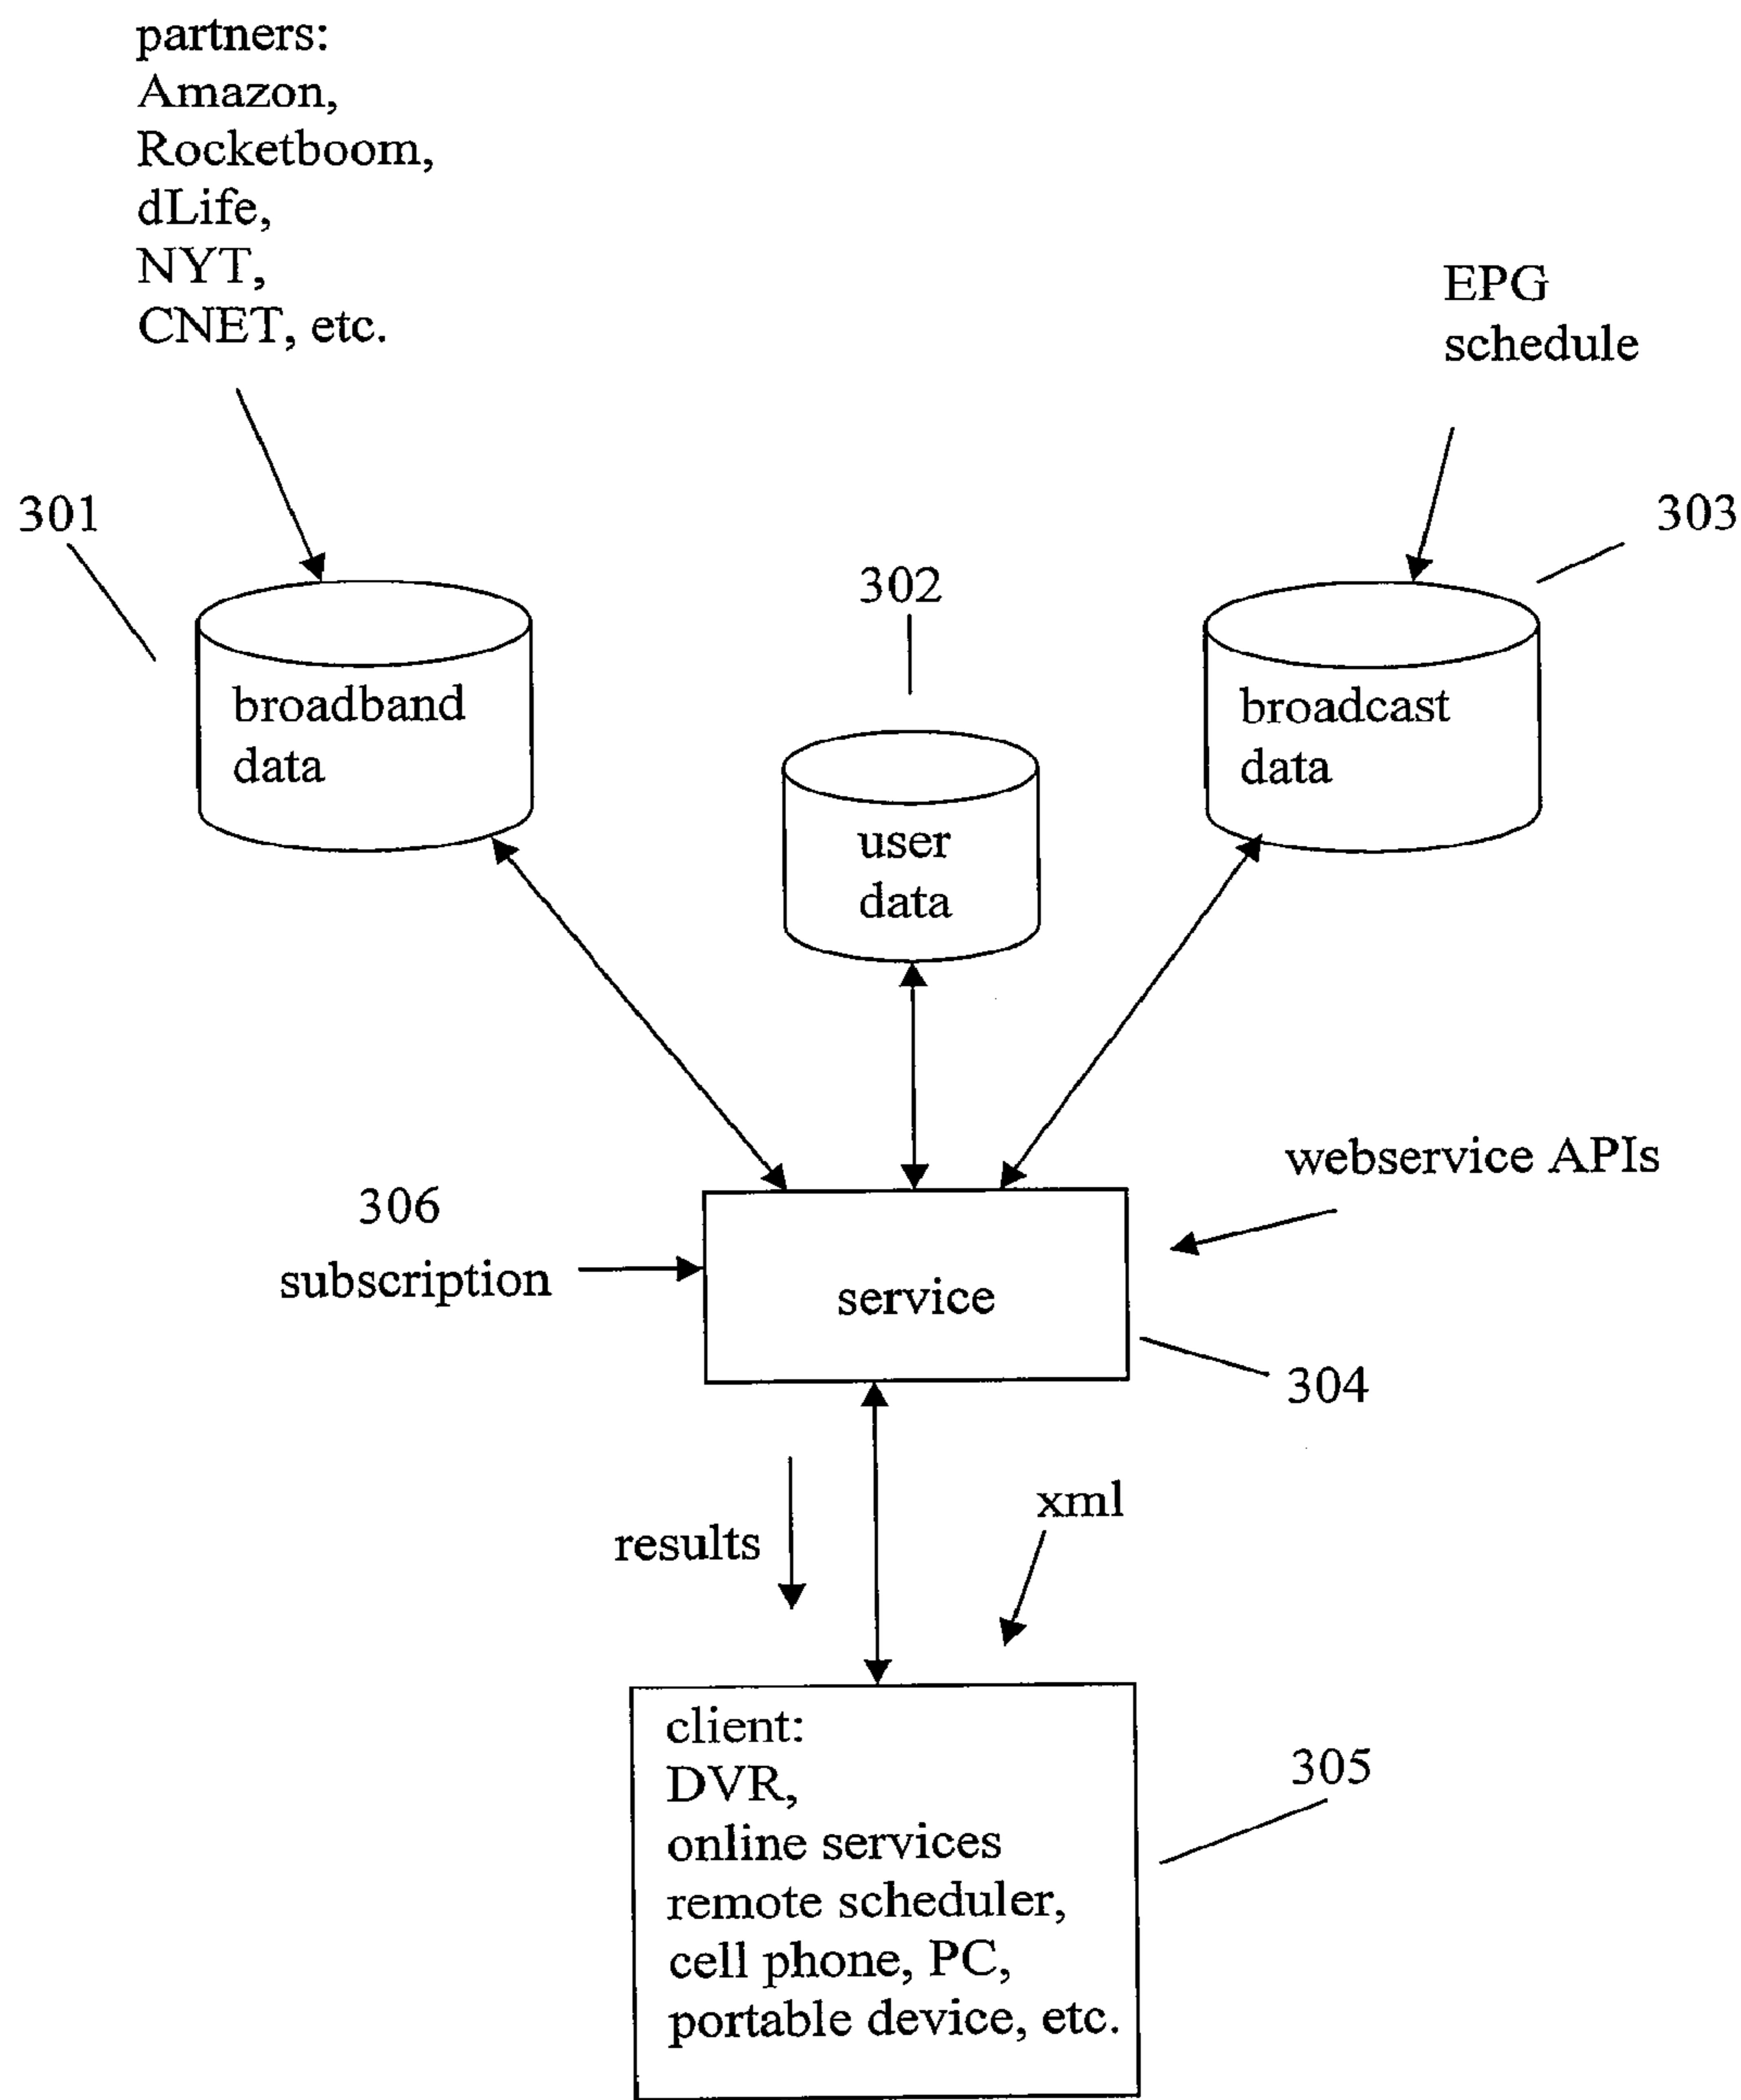 partners:
Amazon,
Rocketboom,
dLife,
NYT,
CNET, etc.
EPG
schedule
301
303
302
broadband
data
broadcast
data
user
data
webservice APIs
306
subscription
service
304
xml
results
client:
DVR,
online services
remote scheduler,
cell phone, PC,
portable device, etc.
305